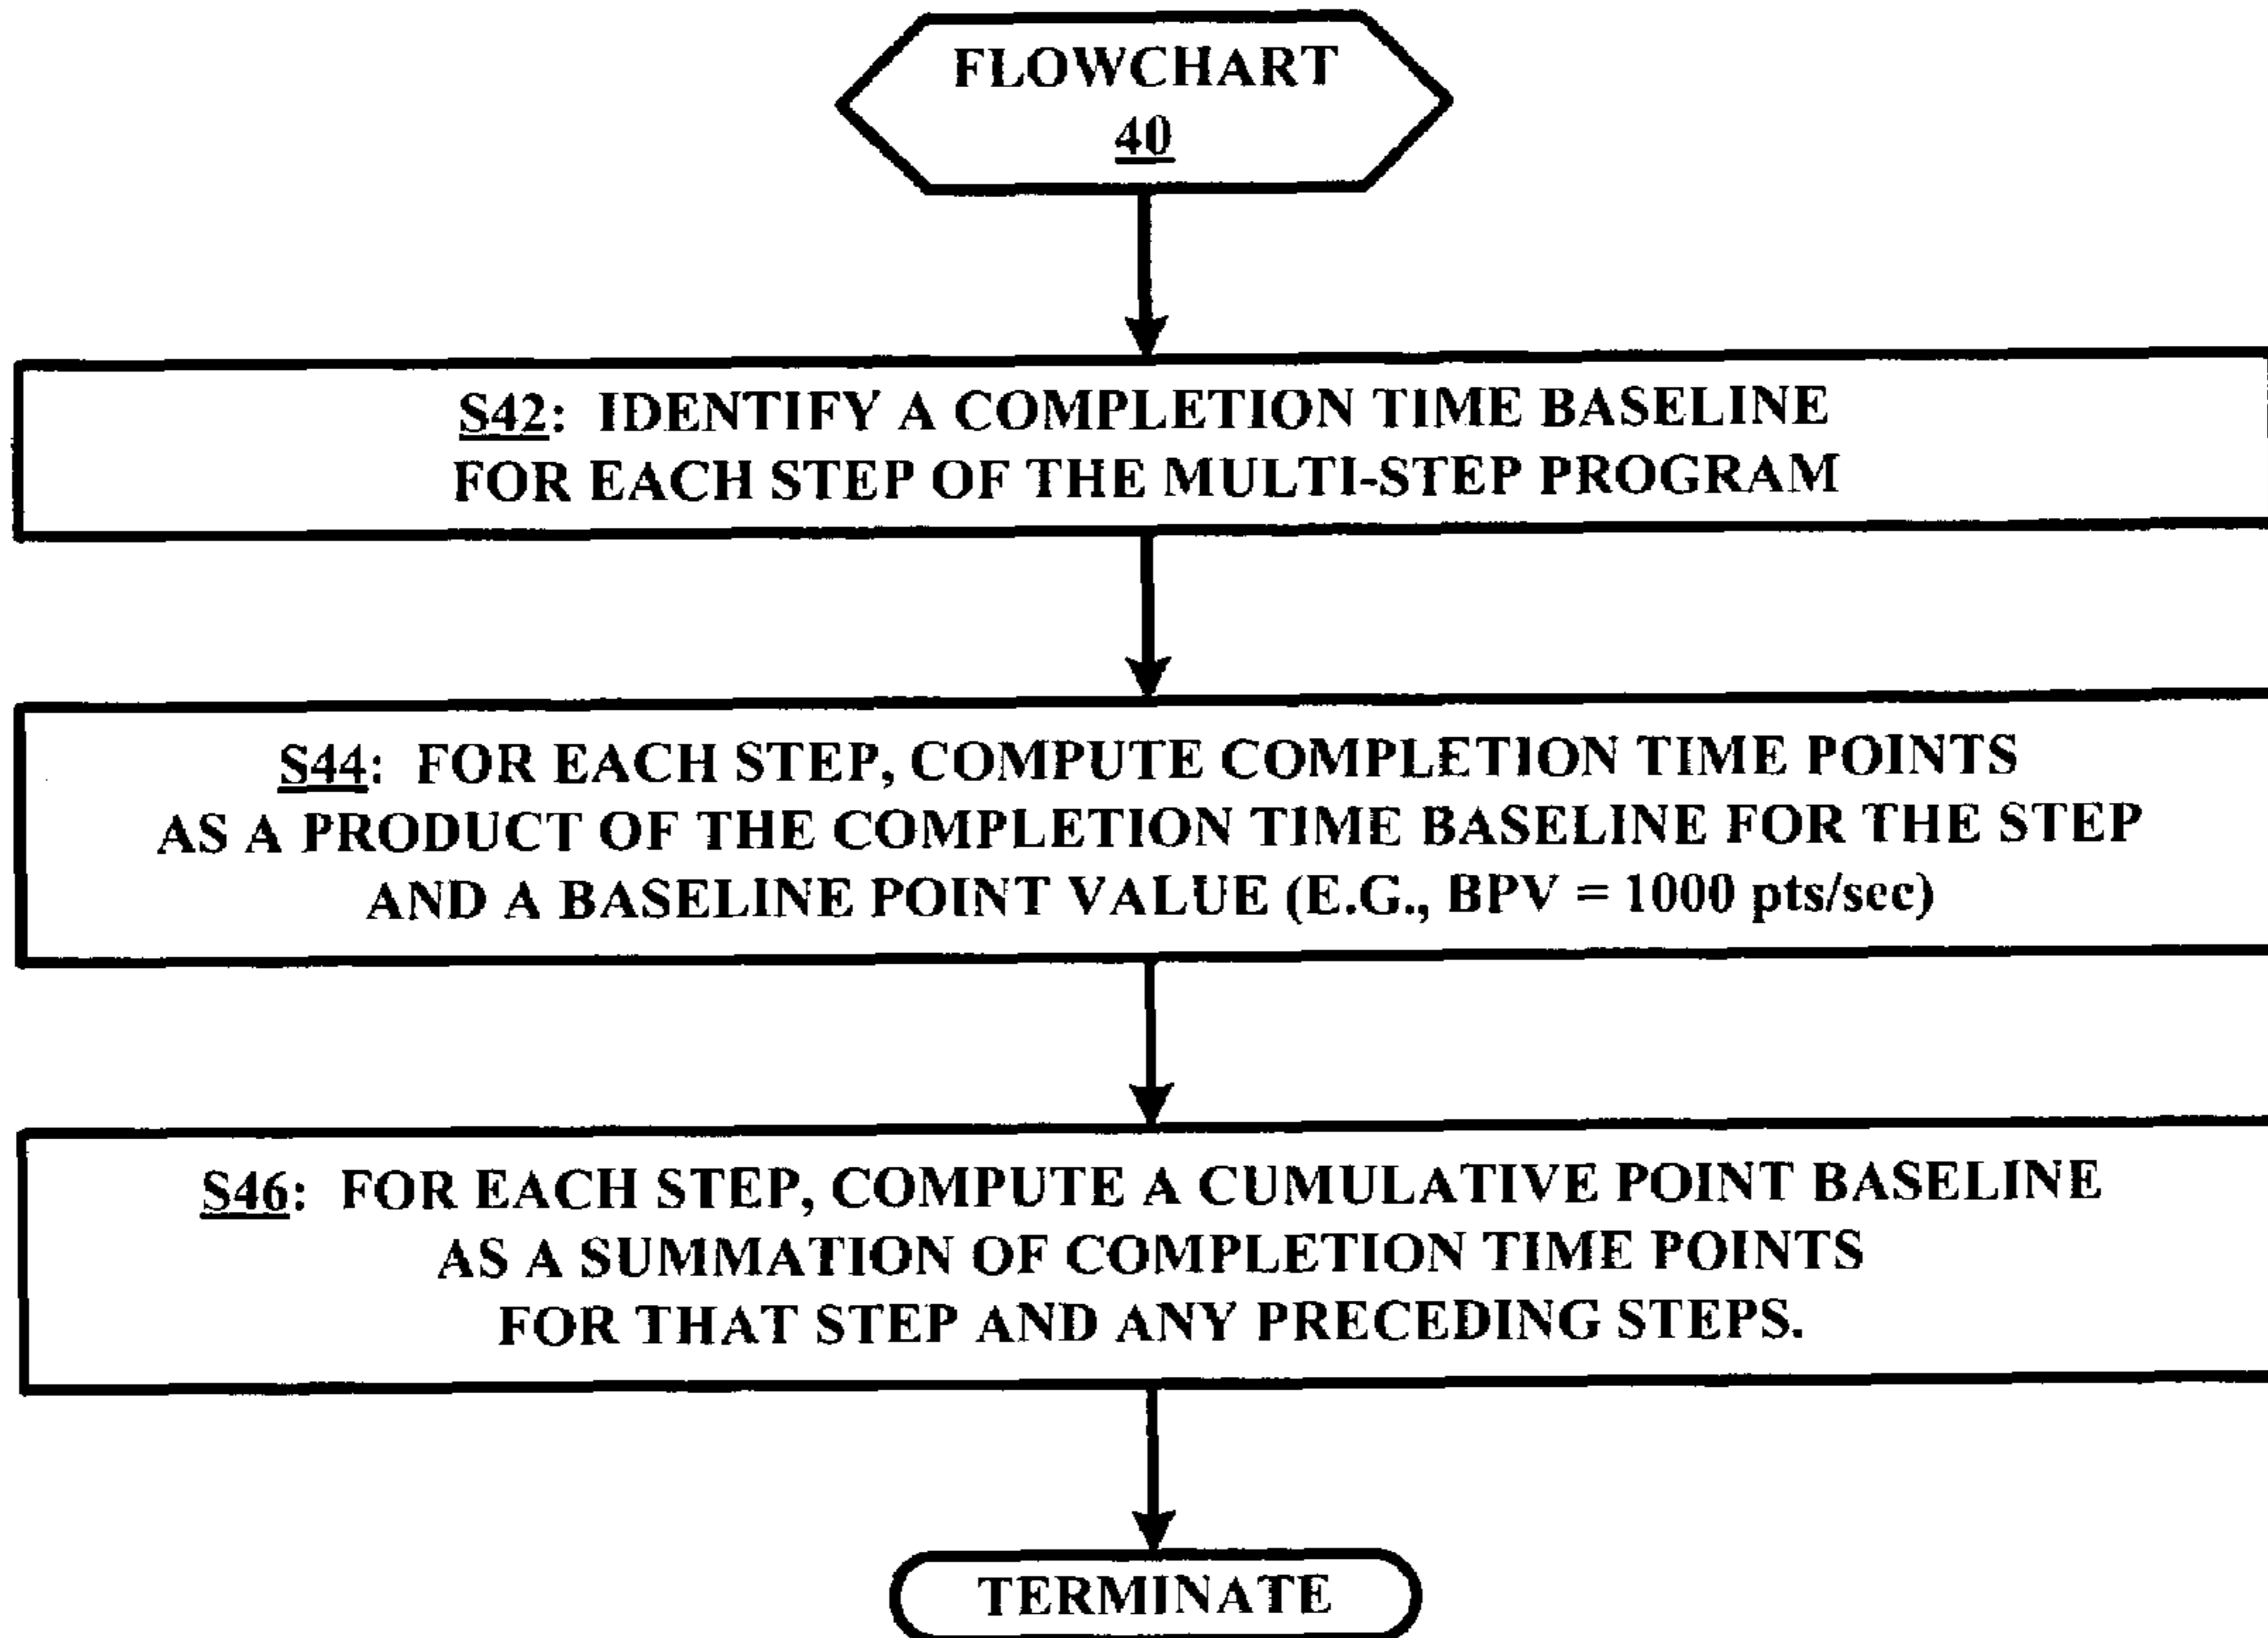 FLOWCHART
40
S42: IDENTIFY A COMPLETION TIME BASELINE
FOR EACH STEP OF THE MULTI-STEP PROGRAM
S44: FOR EACH STEP, COMPUTE COMPLETION TIME POINTS
AS A PRODUCT OF THE COMPLETION TIME BASELINE FOR THE STEP
AND A BASELINE POINT VALUE (E.G., BPV = 1000 pts/sec)
S46: FOR EACH STEP, COMPUTE A CUMULATIVE POINT BASELINE
AS A SUMMATION OF COMPLETION TIME POINTS
FOR THAT STEP AND ANY PRECEDING STEPS.
TERMINATE